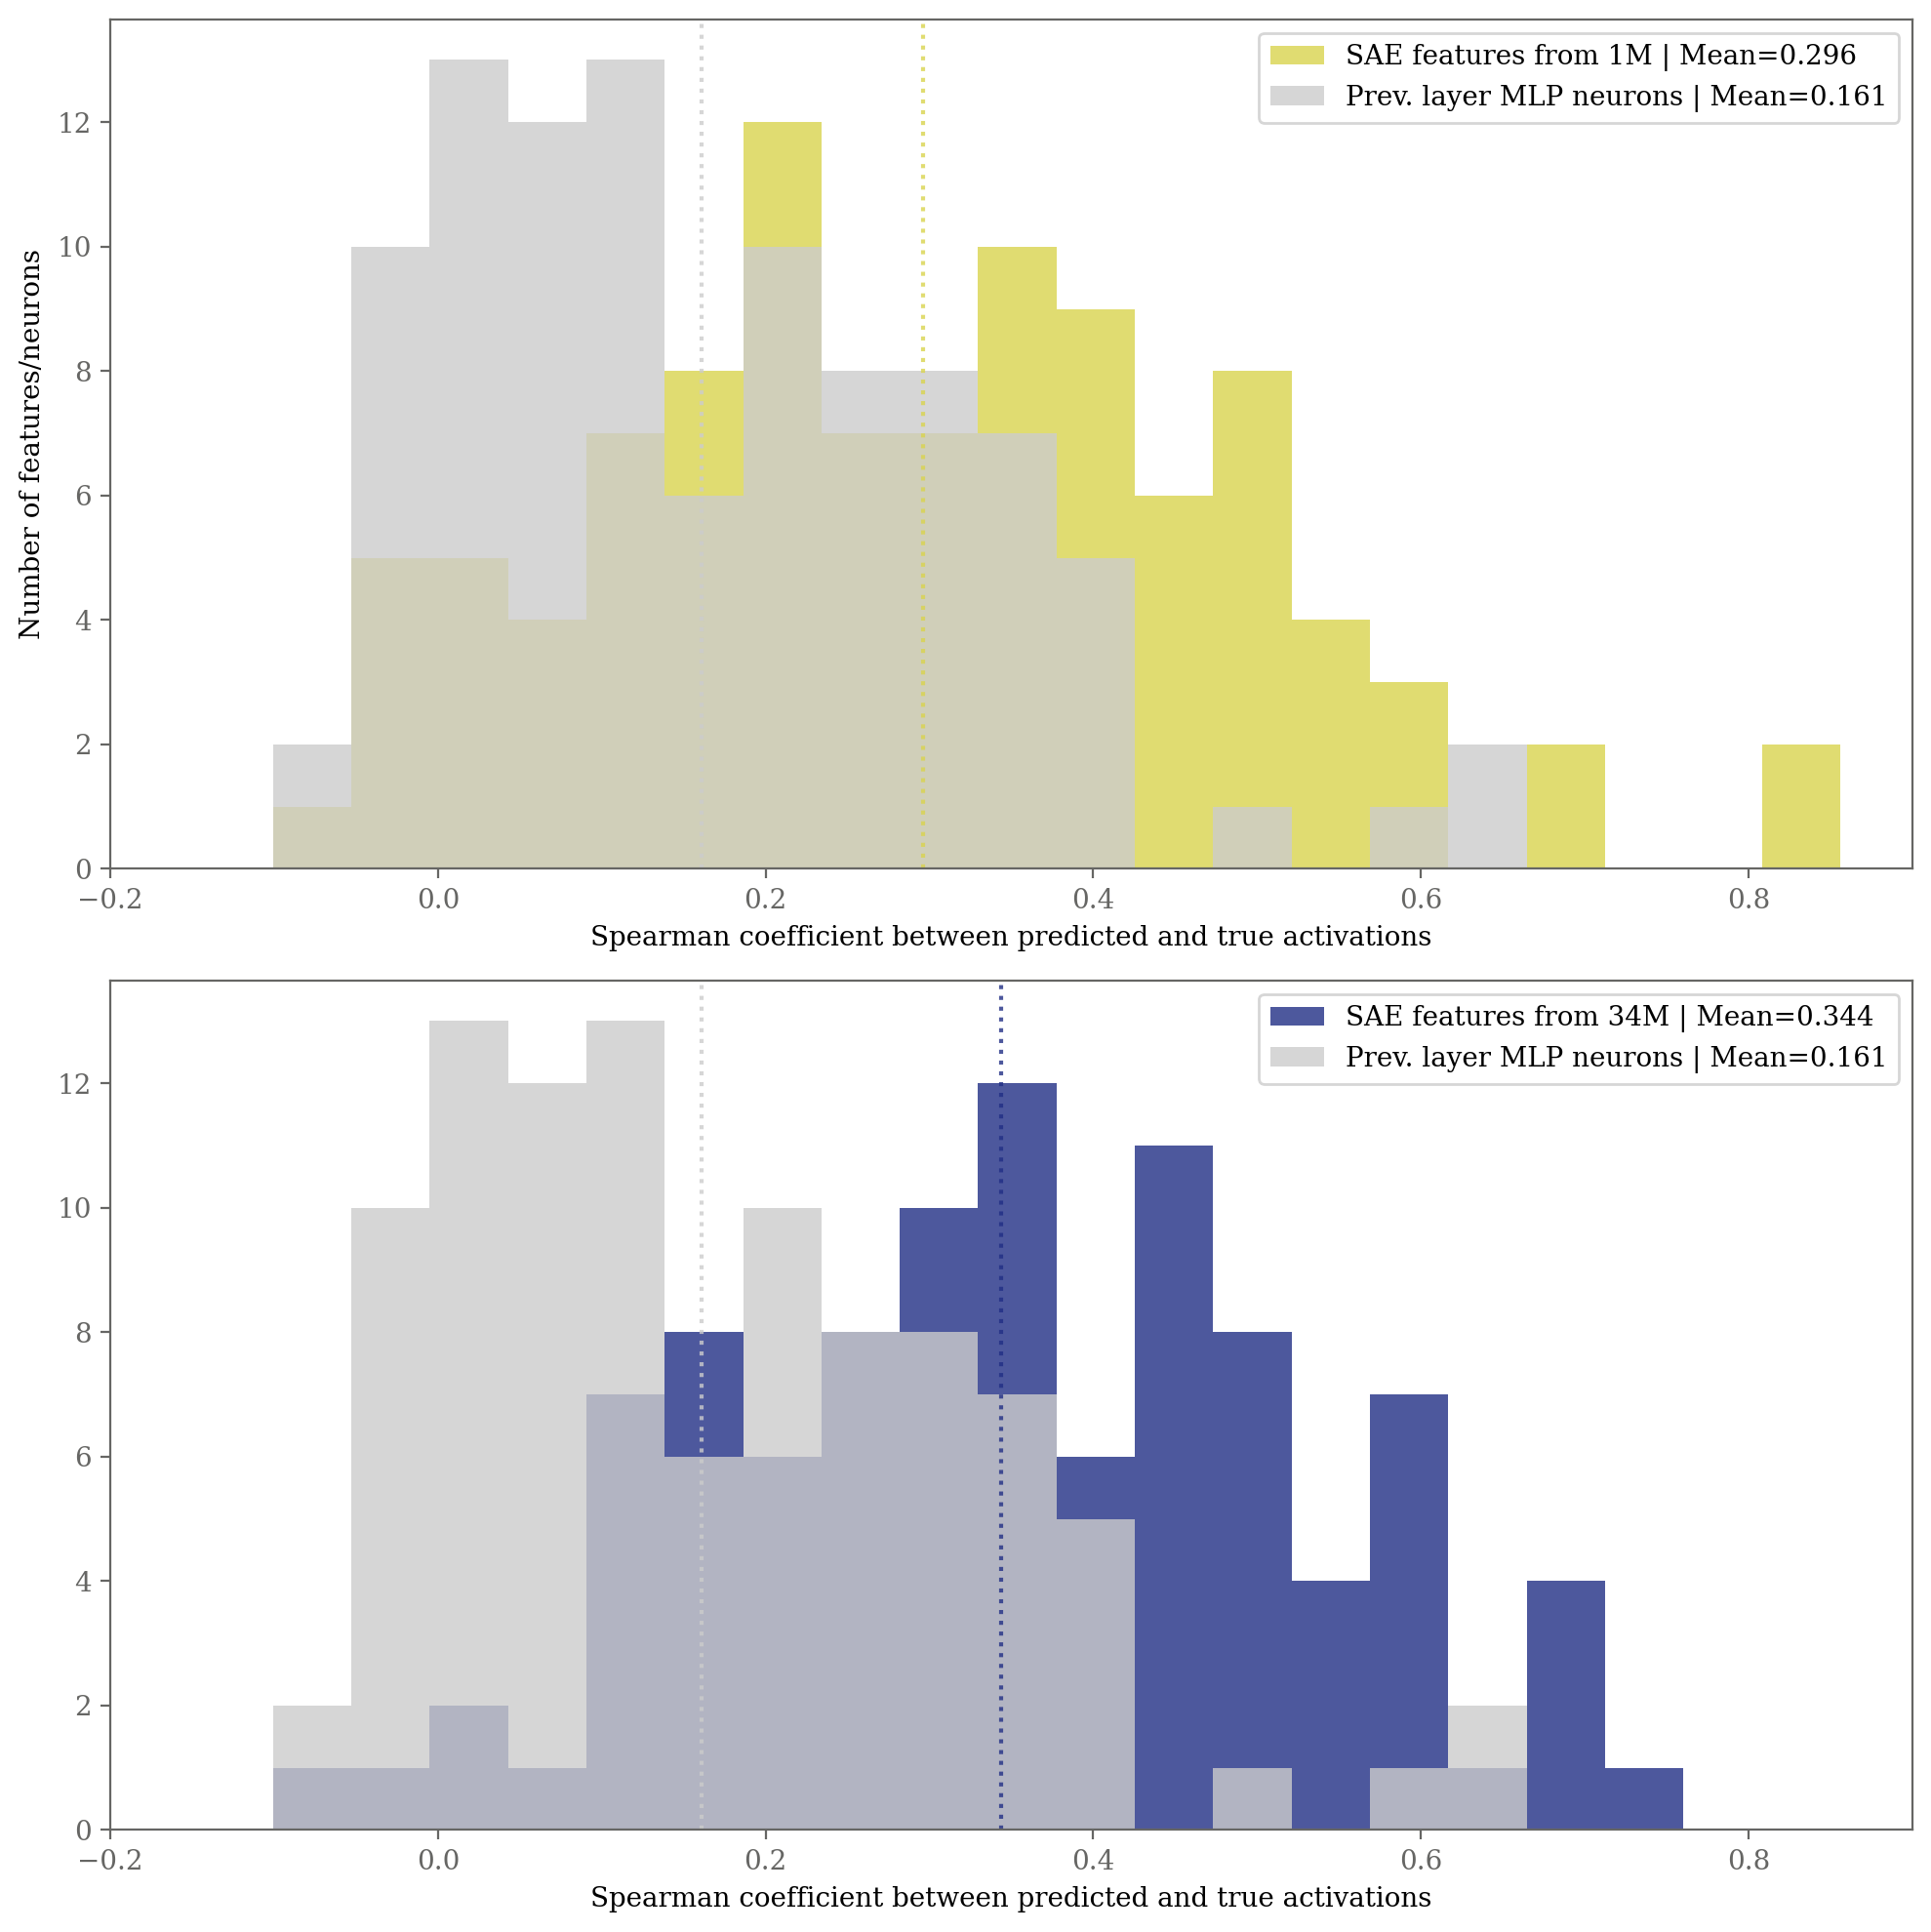 SAE features from 1M | Mean=0.296
Prev. layer MLP neurons | Mean=0.161
Number of features/neurons
12
10
8
6
4
2
0
−0.2 0.0 0.2 0.4 0.6 0.8
Spearman coefficient between predicted and true activations
SAE features from 34M | Mean=0.344
Prev. layer MLP neurons | Mean=0.161
12
10
8
6
4
2
0
−0.2 0.0 0.2 0.4 0.6 0.8
Spearman coefficient between predicted and true activations